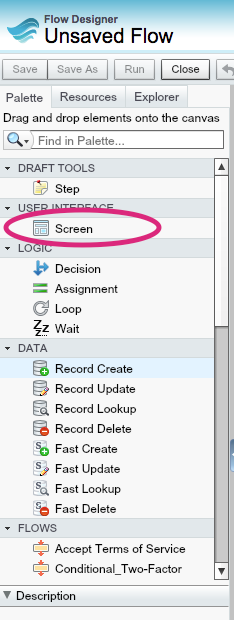 Flow Designer
Unsaved Flow
Save Save As Run Close
Palette Resources Explorer
Drag and drop elements onto the canvas
Find in Palette...
DRAFT TOOLS
Step
USER INTERFACE
Screen
LOGIC
Decision
Assignment
Loop
Wait
DATA
Record Create
Record Update
Record Lookup
Record Delete
Fast Create
Fast Update
Fast Lookup
Fast Delete
FLOWS
Accept Terms of Service
Conditional_Two-Factor
Description